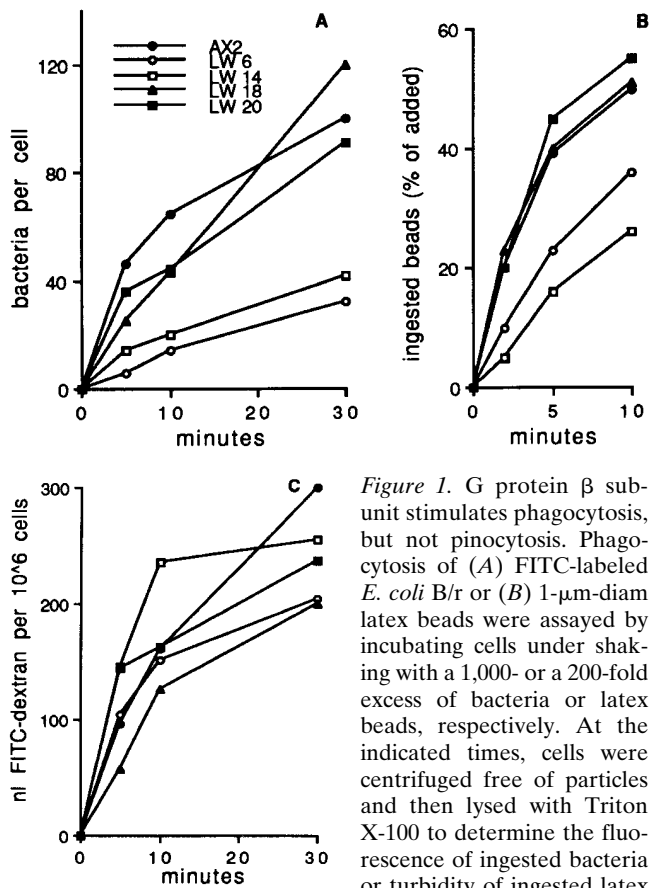 A
120
80
40
0
bacteria per cell
AX2
LW 6
LW 14
LW 18
LW 20
0 10 20 30
minutes
B
60
40
20
0
ingested beads (% of added)
0 5 10
minutes
C
300
200
100
0
nl FITC-dextran per 10^6 cells
0 10 20 30
minutes
Figure 1. G protein β sub-
unit stimulates phagocytosis,
but not pinocytosis. Phago-
cytosis of (A) FITC-labeled
E. coli B/r or (B) 1-μm-diam
latex beads were assayed by
incubating cells under shak-
ing with a 1,000- or a 200-fold
excess of bacteria or latex
beads, respectively. At the
indicated times, cells were
centrifuged free of particles
and then lysed with Triton
X-100 to determine the fluo-
rescence of ingested bacteria
or turbidity of ingested latex